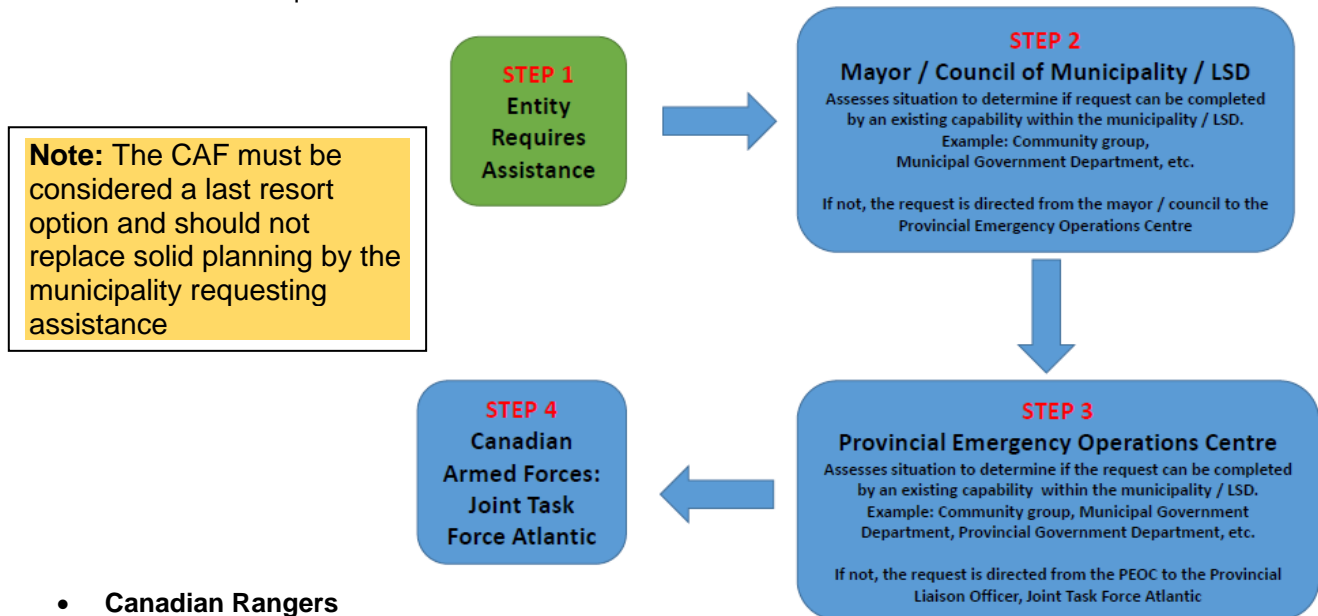 STEP 1
Entity
Requires
Assistance
STEP 2
Mayor / Council of Municipality / LSD
Assesses situation to determine if request can be completed
by an existing capability within the municipality / LSD.
Example: Community group,
Municipal Government Department, etc.
If not, the request is directed from the mayor / council to the
Provincial Emergency Operations Centre
Note: The CAF must be
considered a last resort
option and should not
replace solid planning by the
municipality requesting
assistance
STEP 3
Provincial Emergency Operations Centre
Assesses situation to determine if the request can be completed
by an existing capability within the municipality / LSD.
Example: Community group, Municipal Government
Department, Provincial Government Department, etc.
If not, the request is directed from the PEOC to the Provincial
Liaison Officer, Joint Task Force Atlantic
STEP 4
Canadian
Armed Forces:
Joint Task
Force Atlantic
• Canadian Rangers